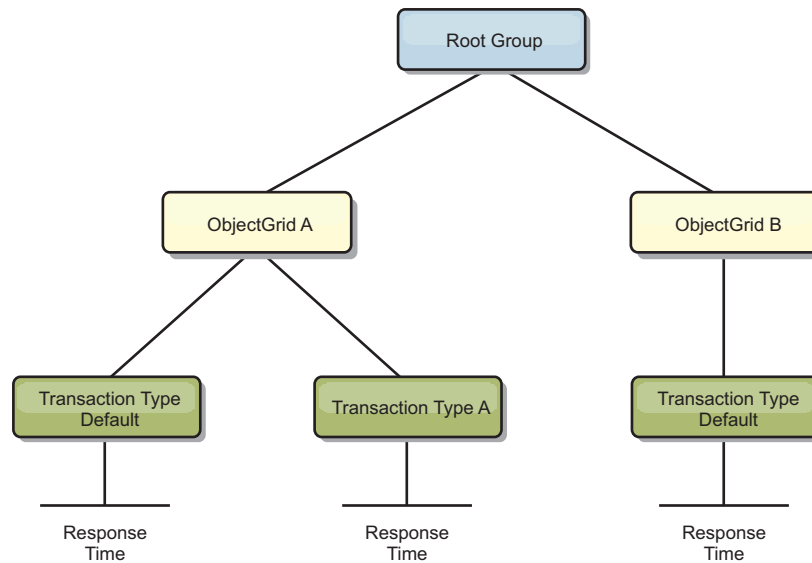 Root Group
ObjectGrid A
ObjectGrid B
Transaction Type
Default
Transaction Type A
Transaction Type
Default
Response
Time
Response
Time
Response
Time